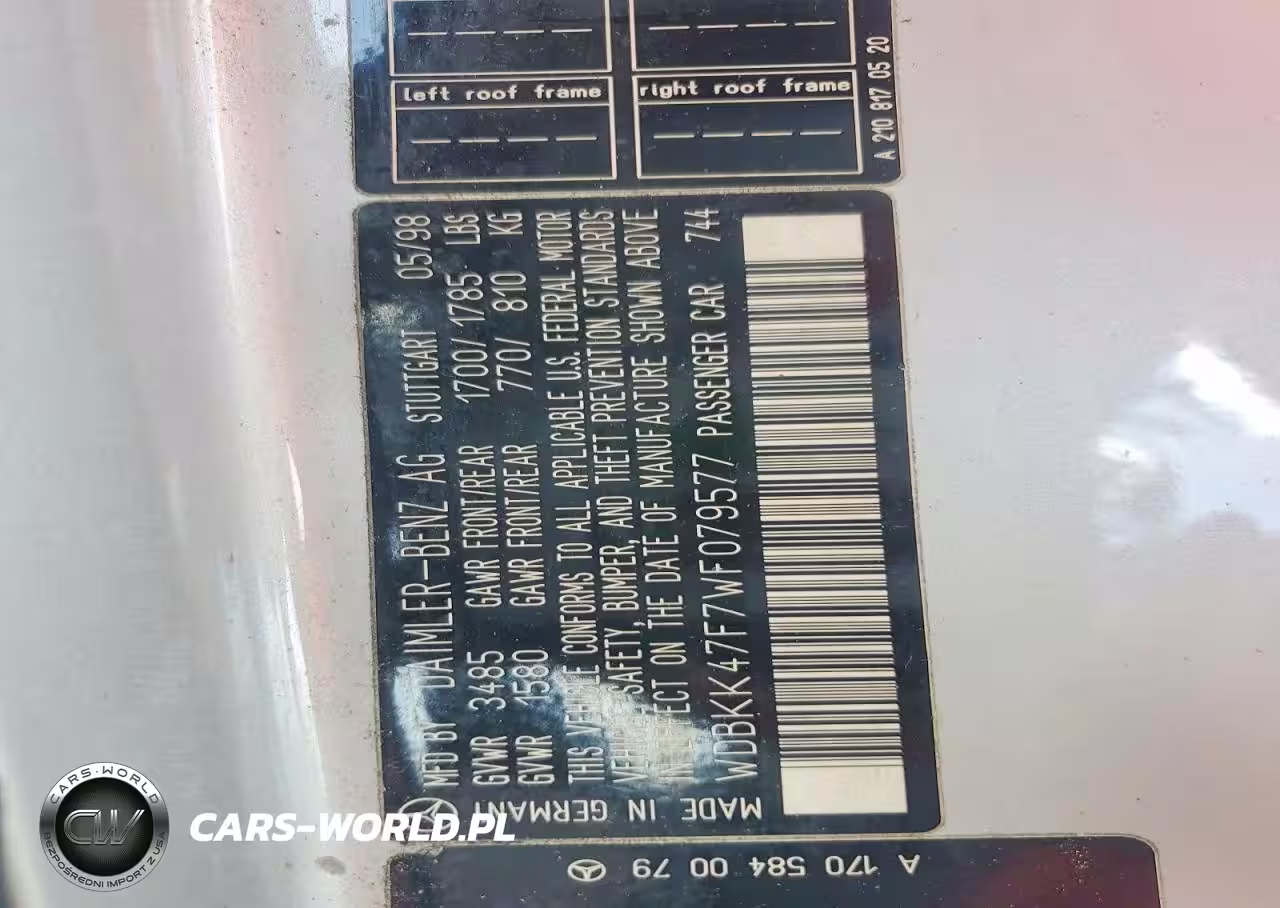 left roof frame
right roof frame
A 210 817 05 20
MFD BY DAIMLER-BENZ AG STUTTGART 05/98
GVWR 3485 GAWR FRONT/REAR 1700/1785 LBS
GVWR 1580 GAWR FRONT/REAR 770/ 810 KG
THIS VEHICLE CONFORMS TO ALL APPLICABLE U.S. FEDERAL MOTOR
VEHICLE SAFETY, BUMPER, AND THEFT PREVENTION STANDARDS
IN EFFECT ON THE DATE OF MANUFACTURE SHOWN ABOVE
WDBKK47F7WF079577 PASSENGER CAR 744
MADE IN GERMANY
A 170 584 00 79
CARS-WORLD
CW
BEZPOŚREDNI IMPORT Z USA
CARS-WORLD.PL